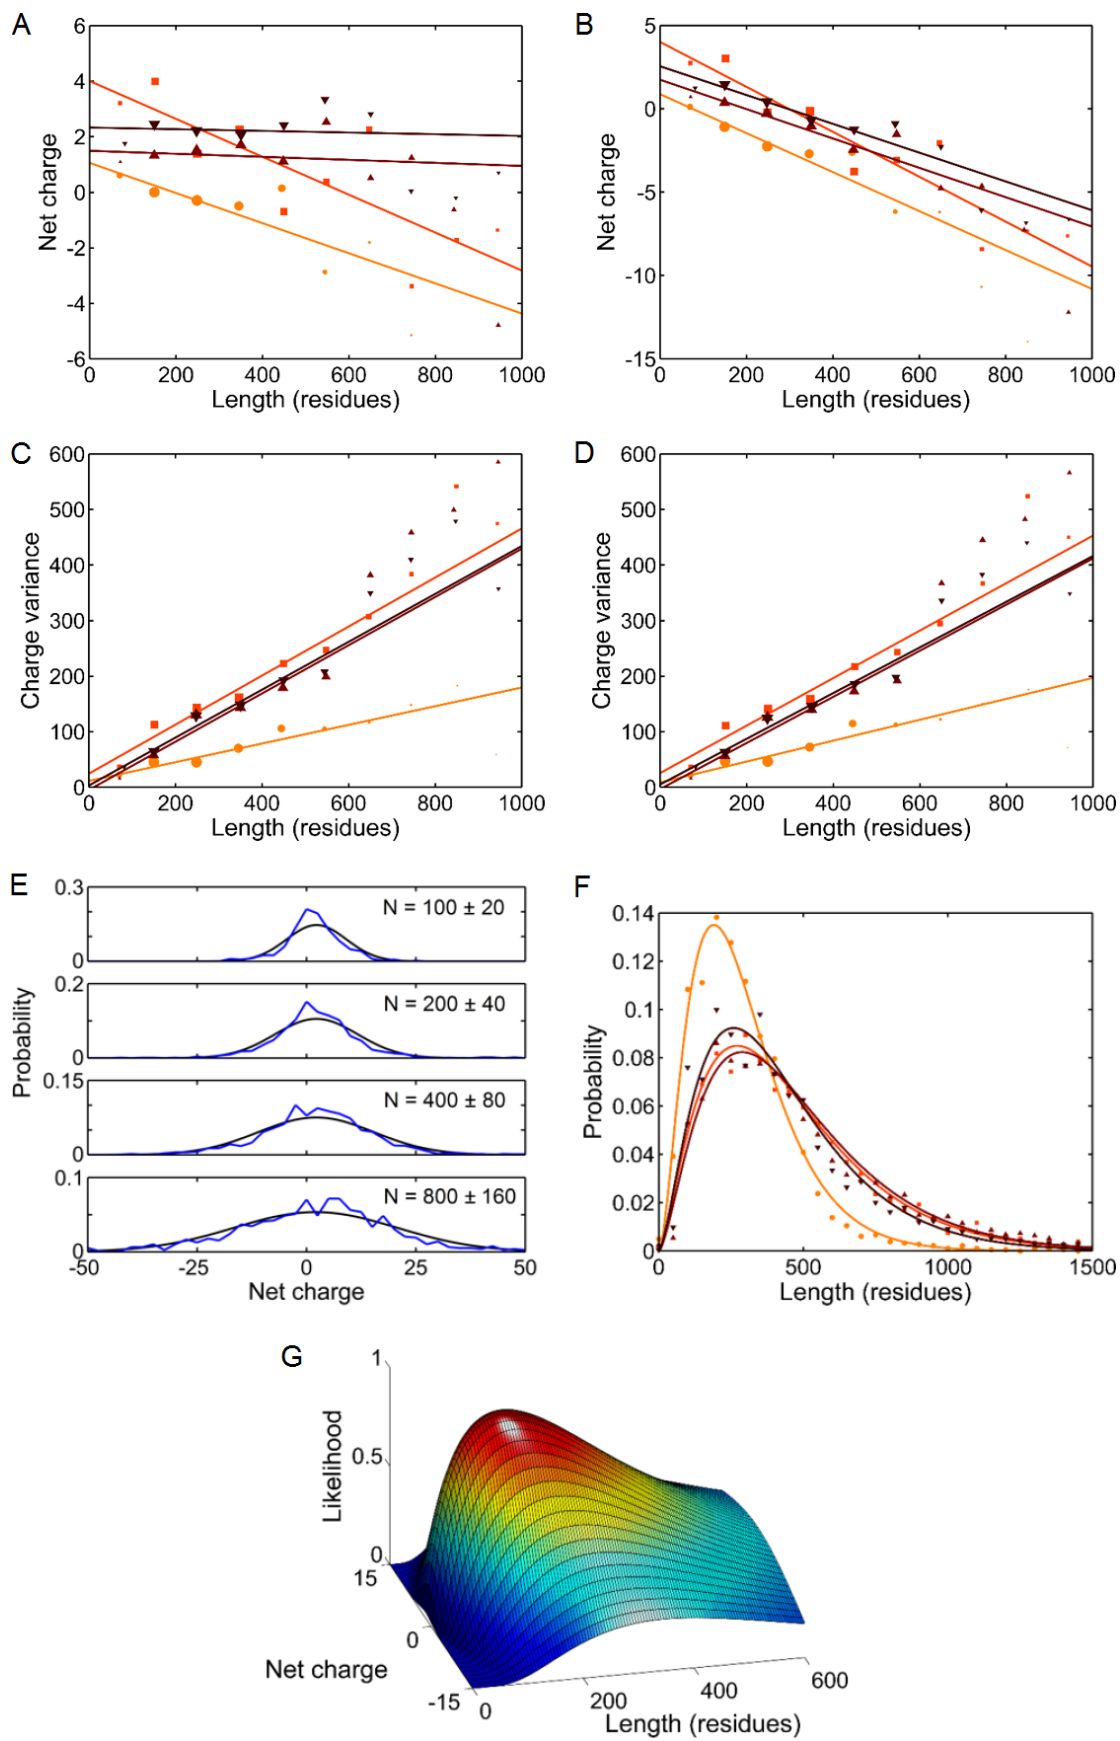 A
6
4
2
0
-2
-4
-6
Net charge
0 200 400 600 800 1000
Length (residues)
B
5
0
-5
-10
-15
Net charge
0 200 400 600 800 1000
Length (residues)
C
600
500
400
300
200
100
0
Charge variance
0 200 400 600 800 1000
Length (residues)
D
600
500
400
300
200
100
0
Charge variance
0 200 400 600 800 1000
Length (residues)
E
0.3
0
N = 100 ± 20
0.2
0
N = 200 ± 40
0.15
0
N = 400 ± 80
0.1
0
N = 800 ± 160
Probability
-50 -25 0 25 50
Net charge
F
0.14
0.12
0.1
0.08
0.06
0.04
0.02
0
Probability
0 500 1000 1500
Length (residues)
G
1
0.5
0
Likelihood
15
0
-15
Net charge
0 200 400 600
Length (residues)